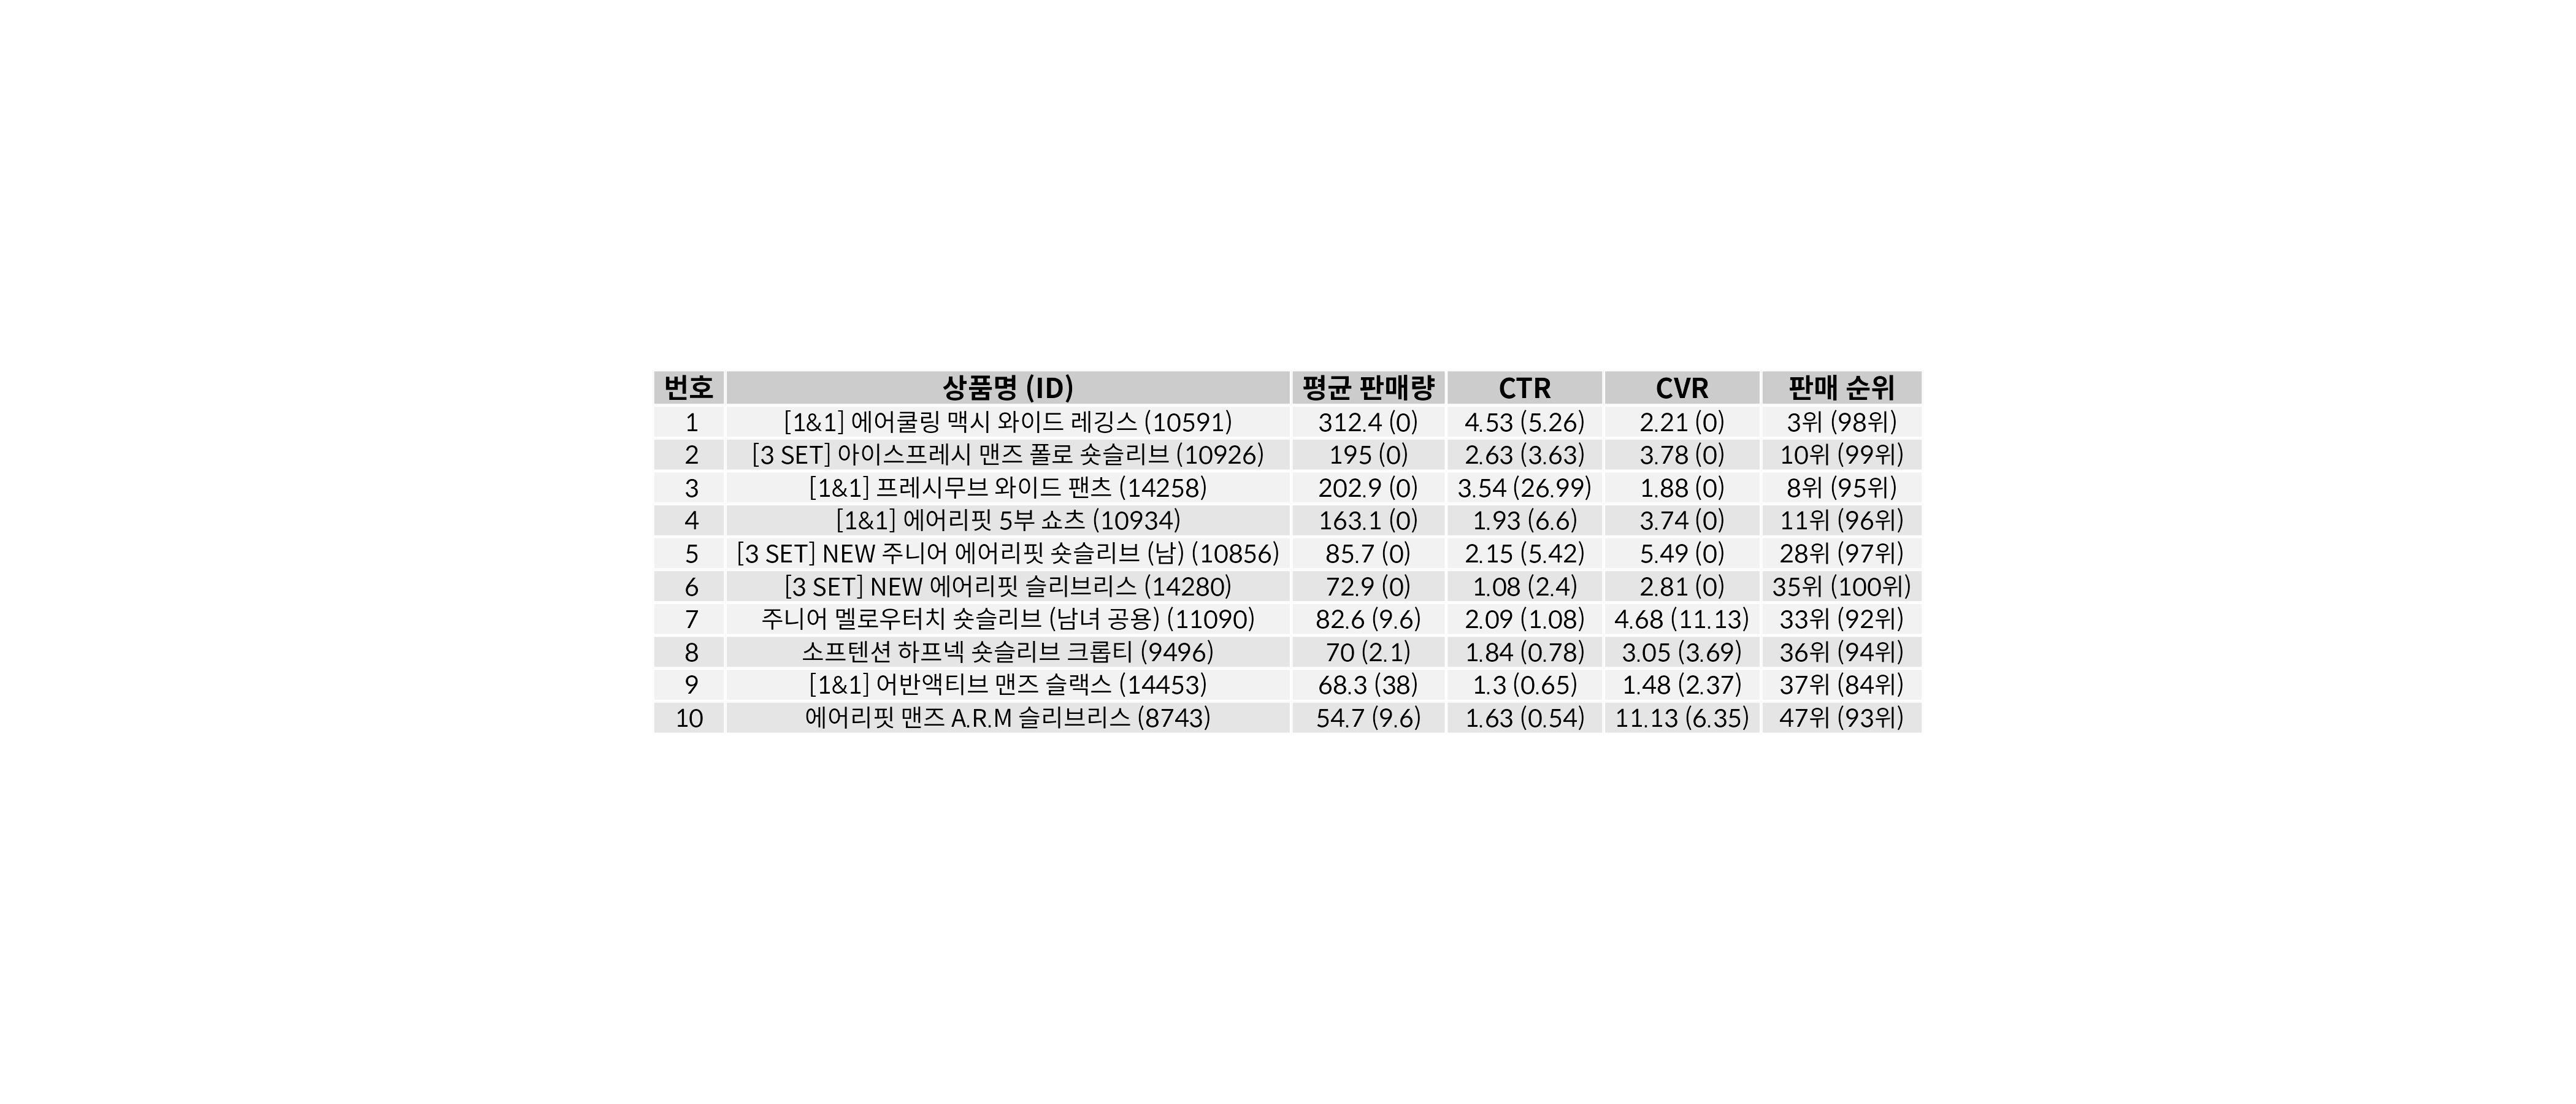 번호 상품명 (ID) 평균 판매량 CTR CVR 판매 순위
1 [1&1] 에어쿨링 맥시 와이드 레깅스 (10591) 312.4 (0) 4.53 (5.26) 2.21 (0) 3위 (98위)
2 [3 SET] 아이스프레시 맨즈 폴로 숏슬리브 (10926) 195 (0) 2.63 (3.63) 3.78 (0) 10위 (99위)
3 [1&1] 프레시무브 와이드 팬츠 (14258) 202.9 (0) 3.54 (26.99) 1.88 (0) 8위 (95위)
4 [1&1] 에어리핏 5부 쇼츠 (10934) 163.1 (0) 1.93 (6.6) 3.74 (0) 11위 (96위)
5 [3 SET] NEW 주니어 에어리핏 숏슬리브 (남) (10856) 85.7 (0) 2.15 (5.42) 5.49 (0) 28위 (97위)
6 [3 SET] NEW 에어리핏 슬리브리스 (14280) 72.9 (0) 1.08 (2.4) 2.81 (0) 35위 (100위)
7 주니어 멜로우터치 숏슬리브 (남녀 공용) (11090) 82.6 (9.6) 2.09 (1.08) 4.68 (11.13) 33위 (92위)
8 소프텐션 하프넥 숏슬리브 크롭티 (9496) 70 (2.1) 1.84 (0.78) 3.05 (3.69) 36위 (94위)
9 [1&1] 어반액티브 맨즈 슬랙스 (14453) 68.3 (38) 1.3 (0.65) 1.48 (2.37) 37위 (84위)
10 에어리핏 맨즈 A.R.M 슬리브리스 (8743) 54.7 (9.6) 1.63 (0.54) 11.13 (6.35) 47위 (93위)